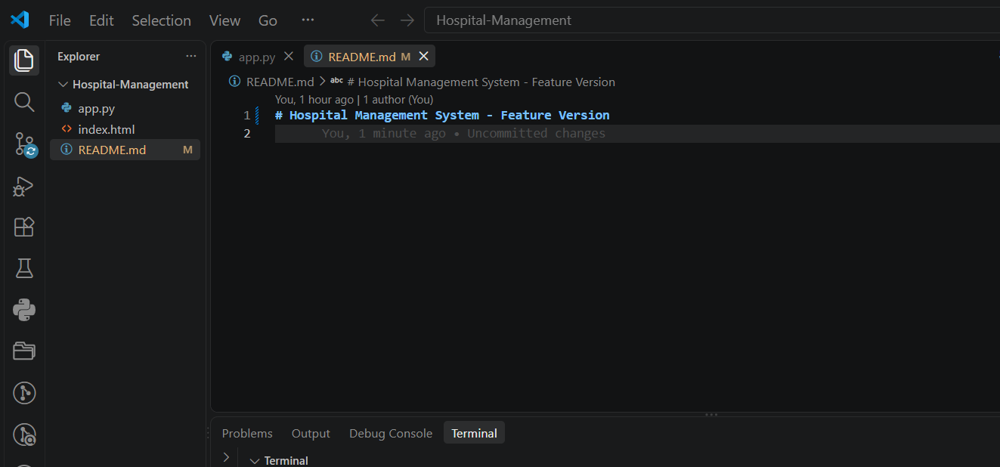 File Edit Selection View Go ··· Hospital-Management
Explorer ···
Hospital-Management
app.py
index.html
README.md M
app.py README.md M
README.md > abc # Hospital Management System - Feature Version
You, 1 hour ago | 1 author (You)
1 # Hospital Management System - Feature Version
2 You, 1 minute ago • Uncommitted changes
Problems Output Debug Console Terminal
Terminal